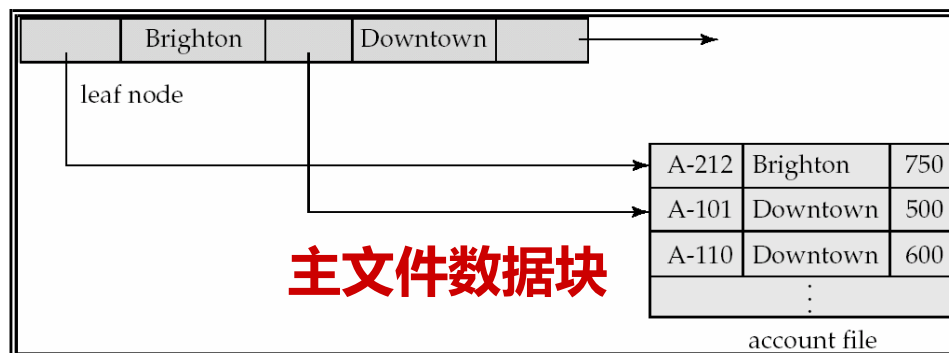 Brighton Downtown
leaf node
A-212 Brighton 750
A-101 Downtown 500
主文件数据块
A-110 Downtown 600
account file